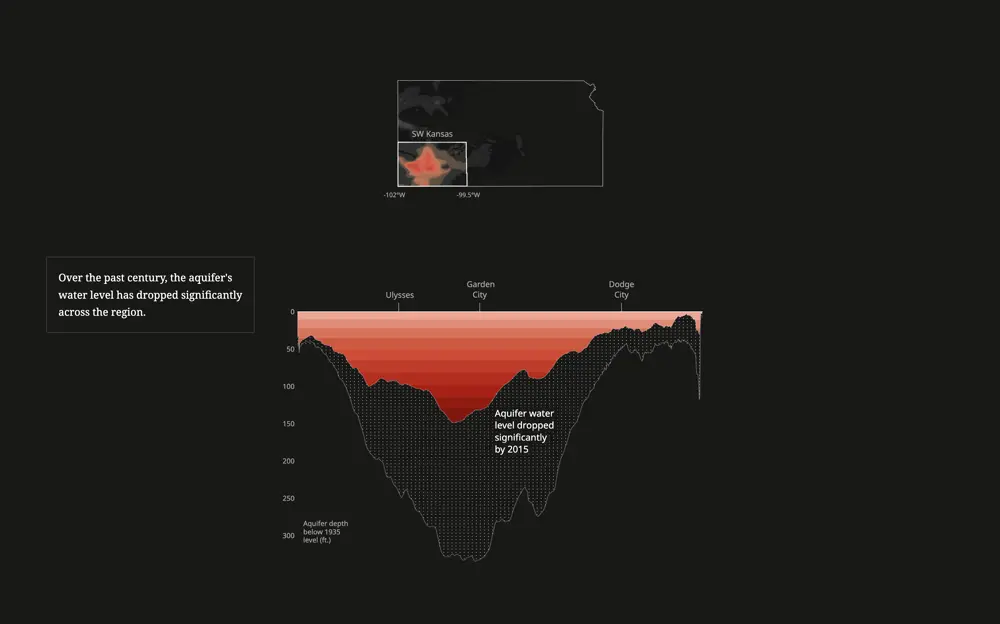 SW Kansas
-102°W
-99.5°W
Over the past century, the aquifer's
water level has dropped significantly
across the region.
Ulysses
Garden
City
Dodge
City
0
50
100
150
200
250
300
Aquifer water
level dropped
significantly
by 2015
Aquifer depth
below 1935
level (ft.)